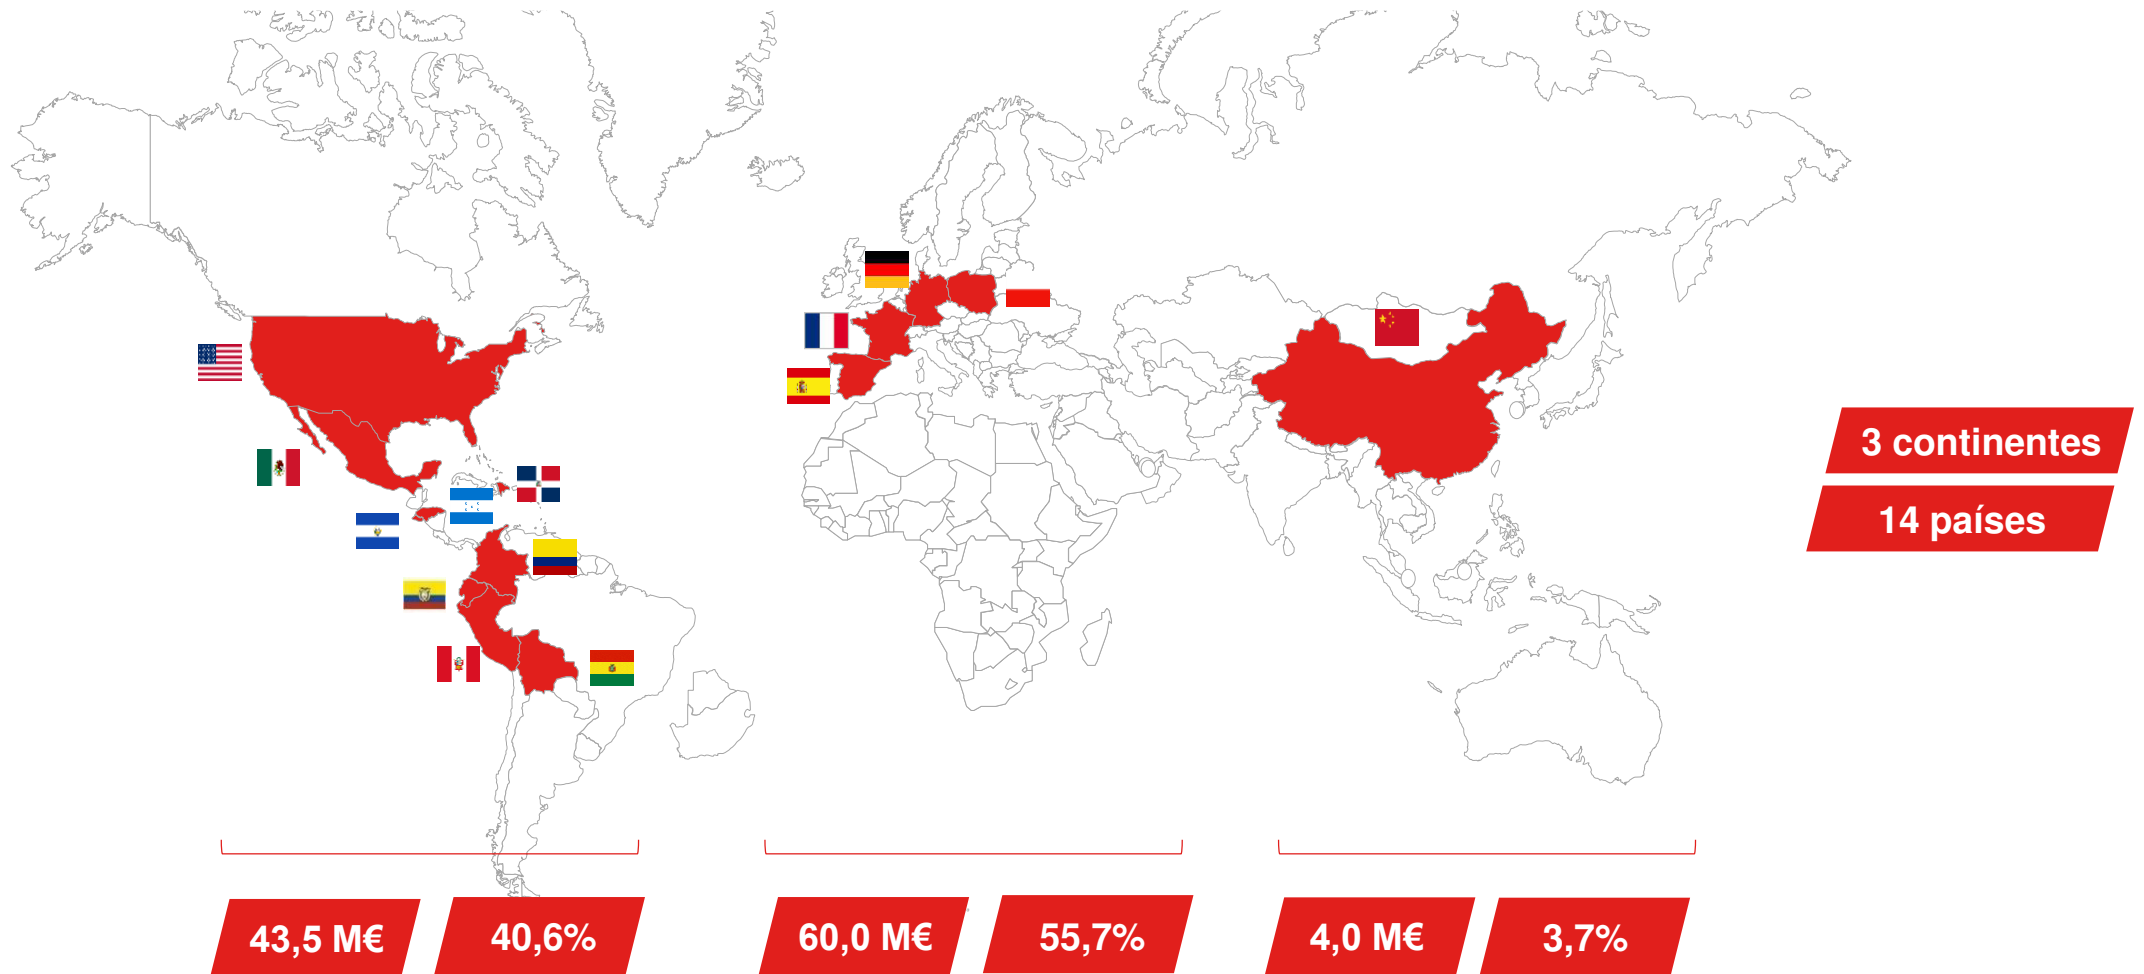 3 continentes
14 países
43,5 M€
40,6%
60,0 M€
55,7%
4,0 M€
3,7%